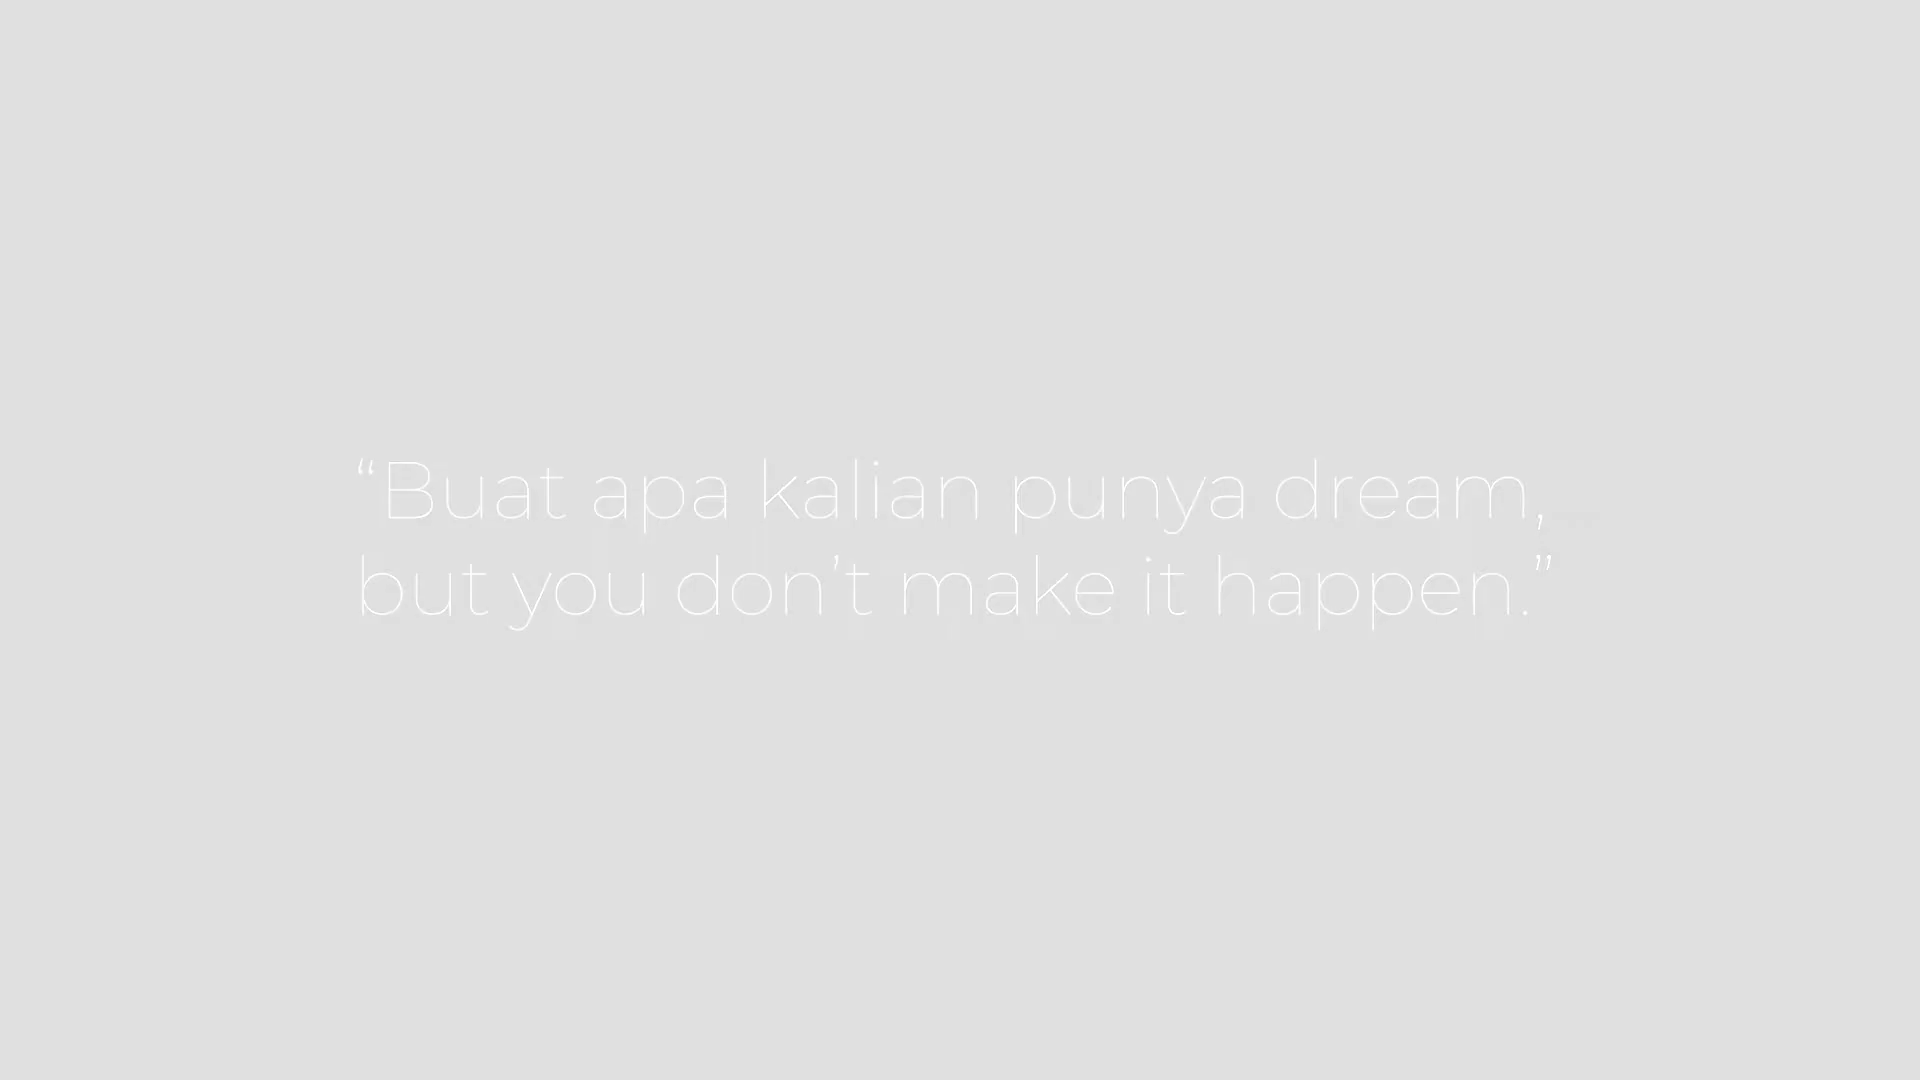 “Buat apa kalian punya dream,
but you don’t make it happen.”